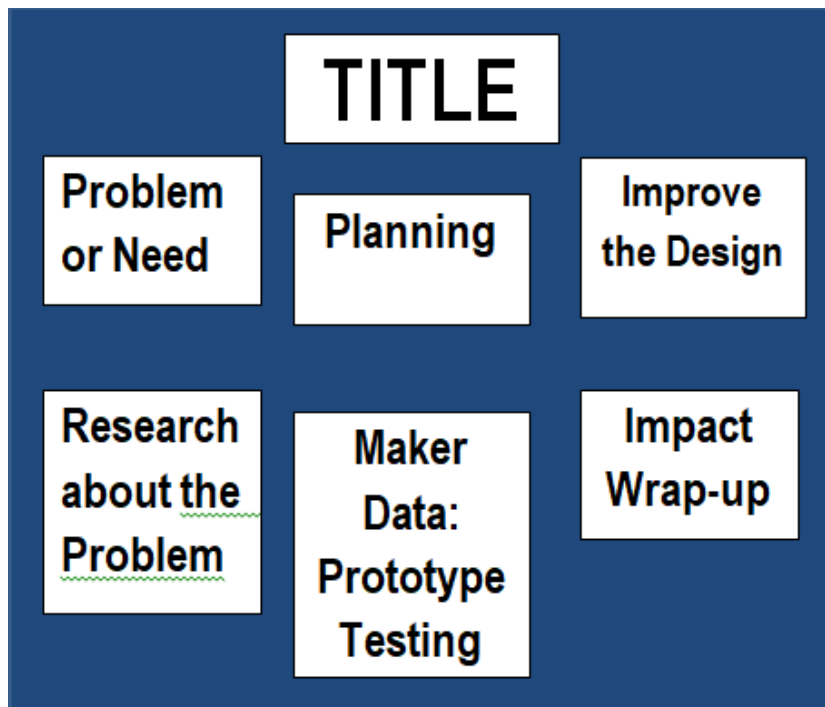 TITLE
Problem
or Need
Research
about the
Problem
Planning
Maker
Data:
Prototype
Testing
Improve
the Design
Impact
Wrap-up